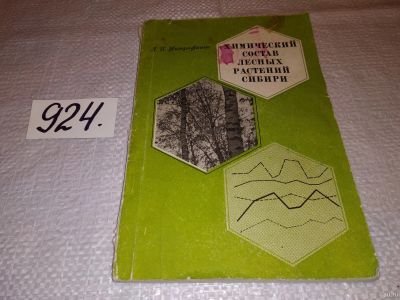 924.
ХИМИЧЕСКИЙ
СОСТАВ
ЛЕСНЫХ
РАСТЕНИЙ
СИБИРИ